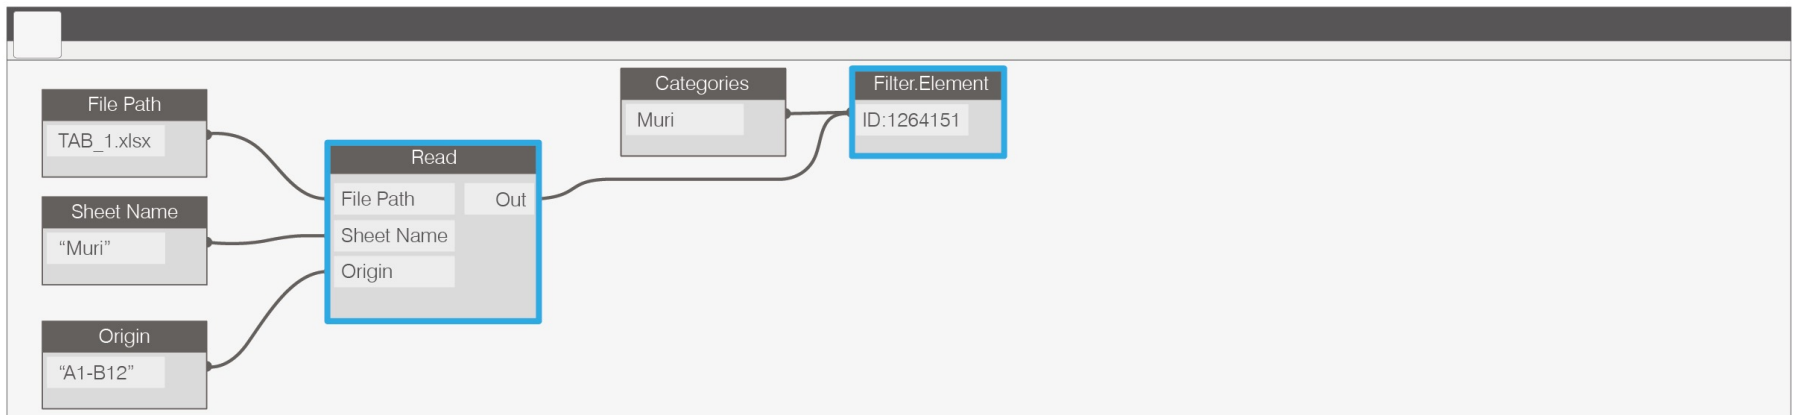 File Path
TAB_1.xlsx
Sheet Name
“Muri”
Origin
“A1-B12”
Read
File Path
Out
Sheet Name
Origin
Categories
Muri
Filter.Element
ID:1264151